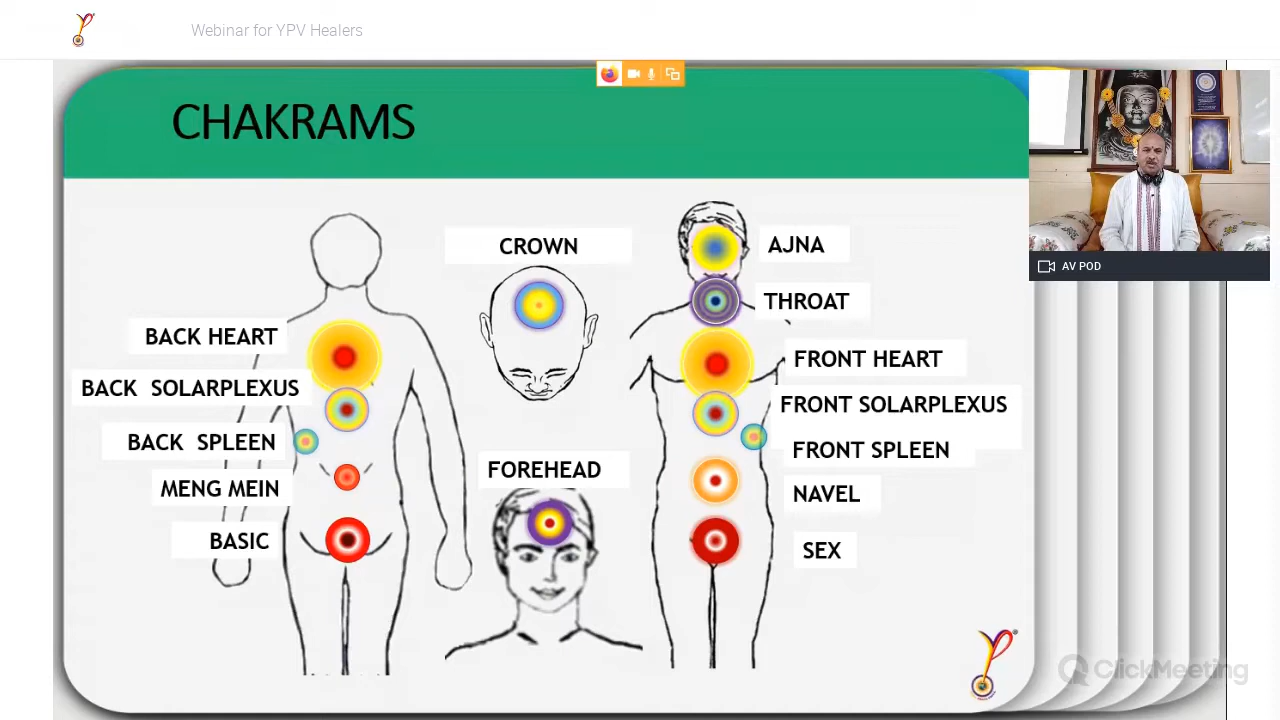 Webinar for YPV Healers
CHAKRAMS
AV POD
CROWN
AJNA
THROAT
BACK HEART
FRONT HEART
BACK SOLARPLEXUS
FRONT SOLARPLEXUS
BACK SPLEEN
FRONT SPLEEN
FOREHEAD
MENG MEIN
NAVEL
BASIC
SEX
ClickMeeting